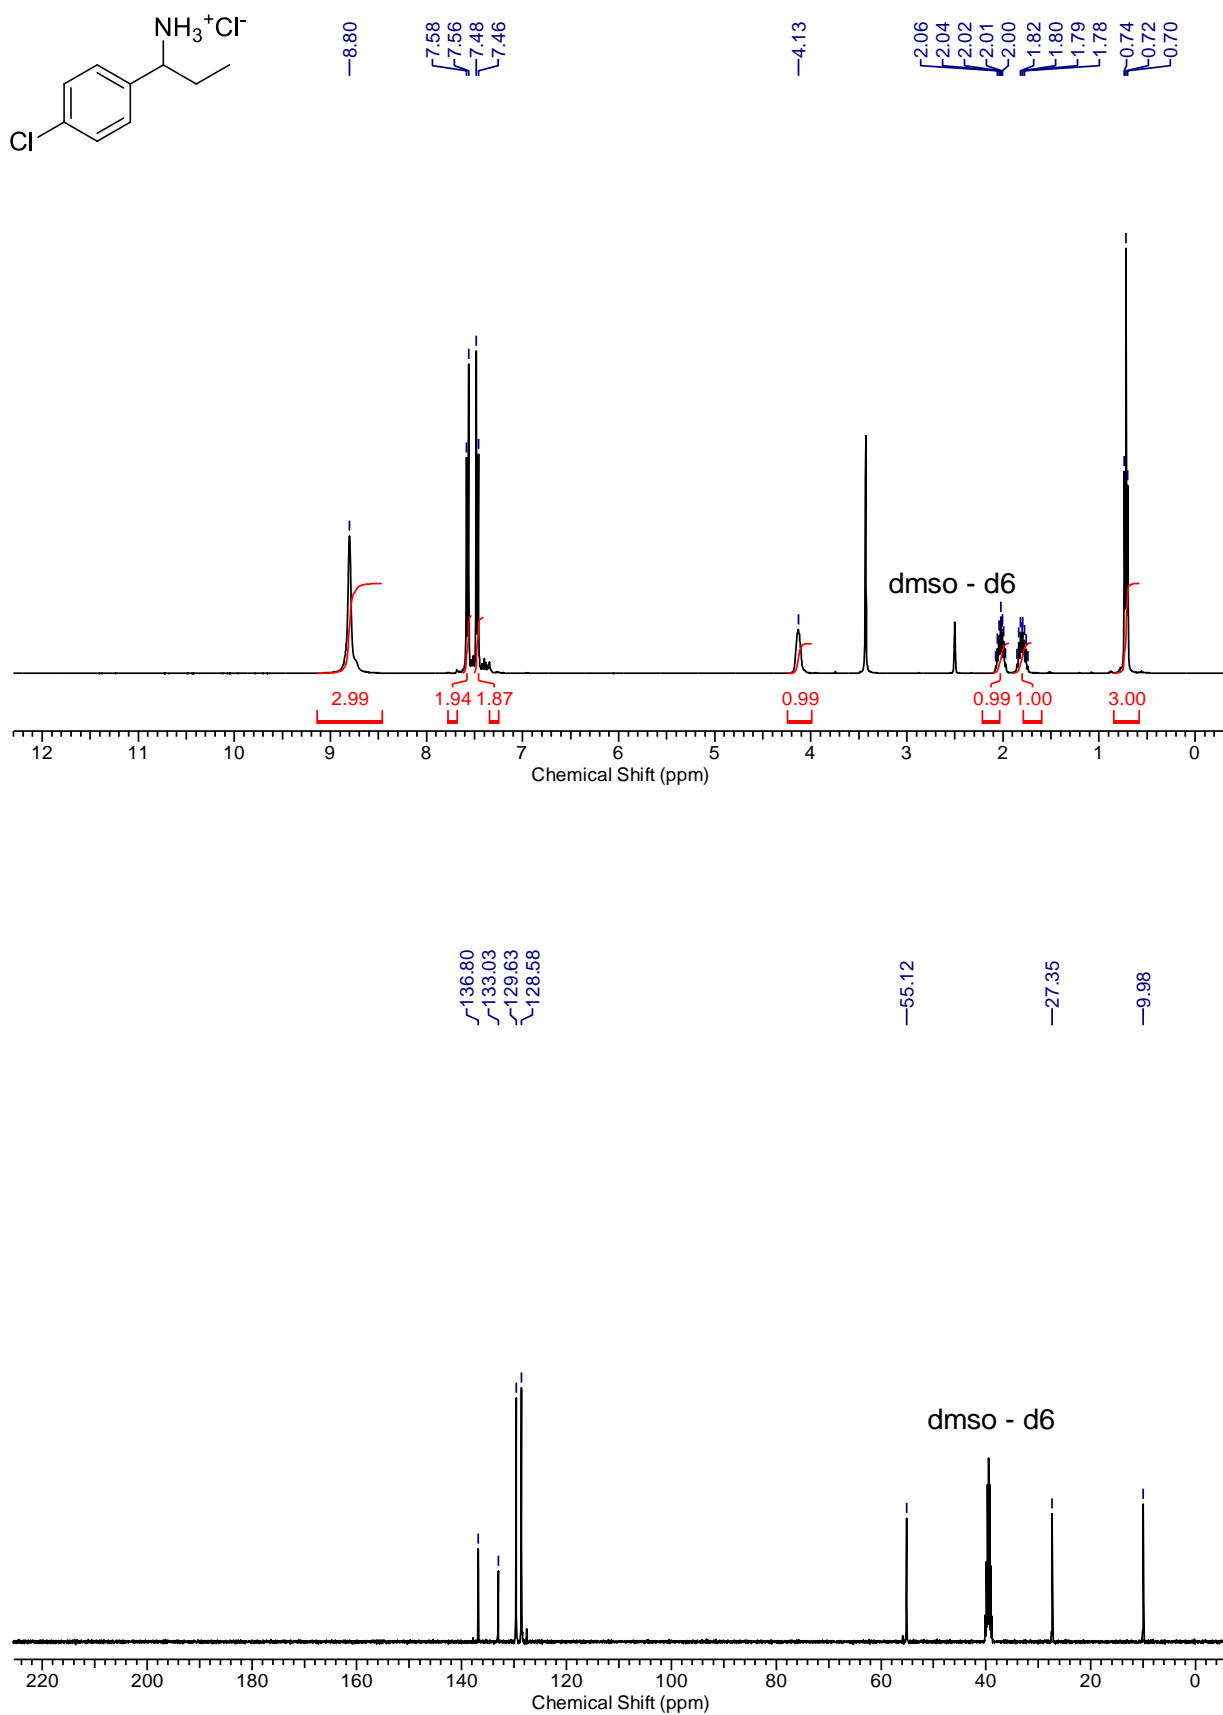 NH3+Cl-
Cl
8.80
7.58
7.56
7.48
7.46
4.13
2.06
2.04
2.02
2.01
2.00
1.82
1.80
1.79
1.78
0.74
0.72
0.70
dmso - d6
2.99 1.94 1.87 0.99 0.99 1.00 3.00
12 11 10 9 8 7 6 5 4 3 2 1 0
Chemical Shift (ppm)
136.80
133.03
129.63
128.58
55.12
27.35
9.98
dmso - d6
220 200 180 160 140 120 100 80 60 40 20 0
Chemical Shift (ppm)